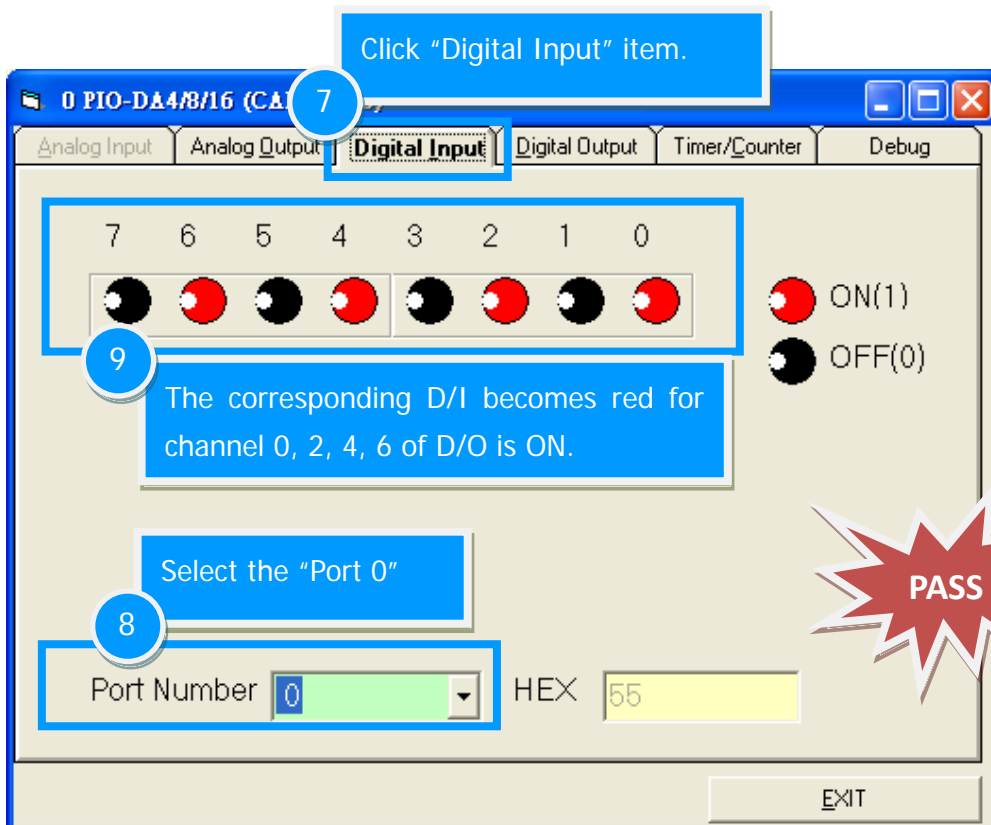 Click “Digital Input” item.
7
0 PIO-DA4/8/16
Analog Input Analog Output Digital Input Digital Output Timer/Counter Debug
7 6 5 4 3 2 1 0
ON(1)
OFF(0)
9
The corresponding D/I becomes red for
channel 0, 2, 4, 6 of D/O is ON.
Select the “Port 0”
PASS
8
Port Number 0 HEX 55
EXIT